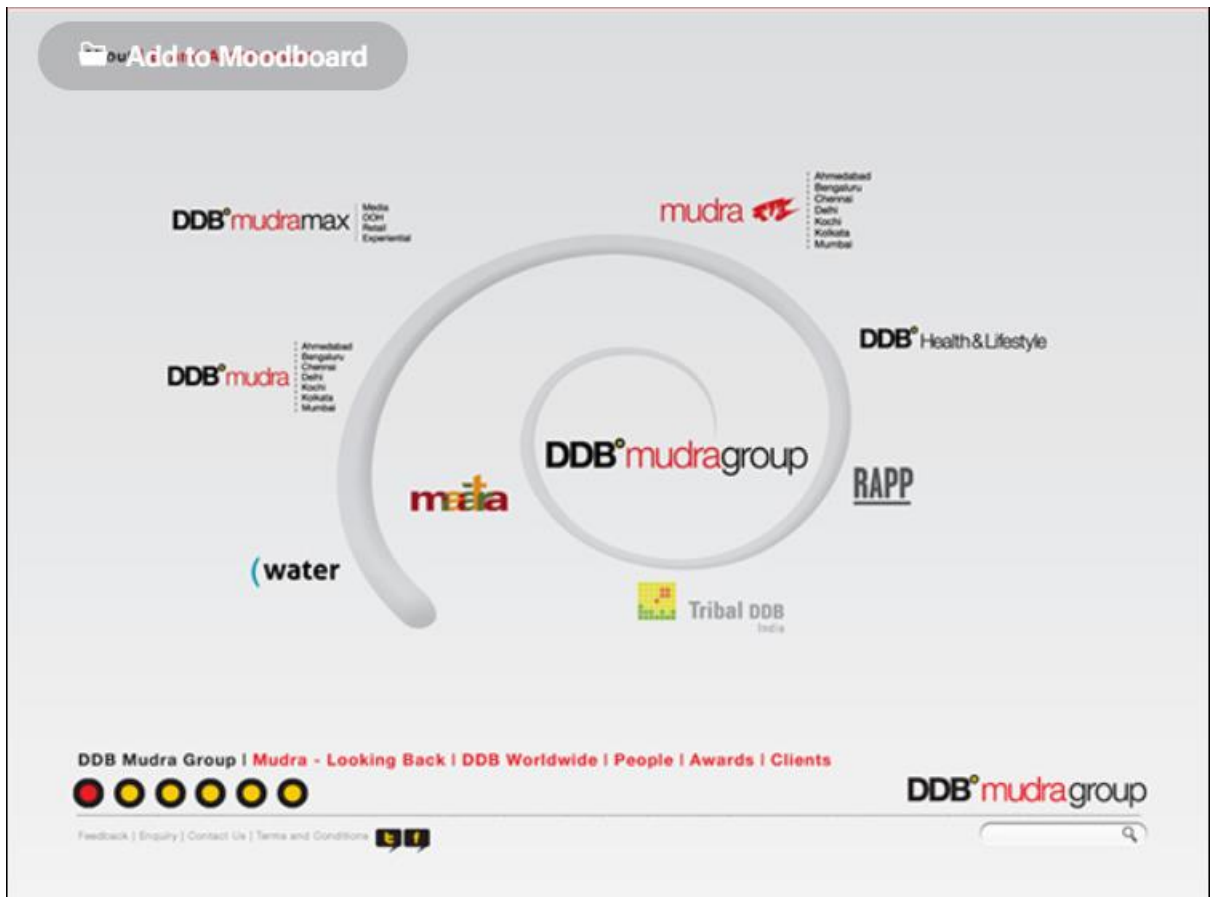 Add to Moodboard
DDB° mudramax
Media
OOH
Retail
Experiential
mudra
Ahmedabad
Bengaluru
Chennai
Delhi
Kochi
Kolkata
Mumbai
DDB° Health & Lifestyle
DDB° mudra
Ahmedabad
Bengaluru
Chennai
Delhi
Kochi
Kolkata
Mumbai
DDB° mudragroup
RAPP
maatra
(water
Tribal DDB
India
DDB Mudra Group | Mudra - Looking Back | DDB Worldwide | People | Awards | Clients
DDB° mudragroup
Feedback | Enquiry | Contact Us | Terms and Conditions